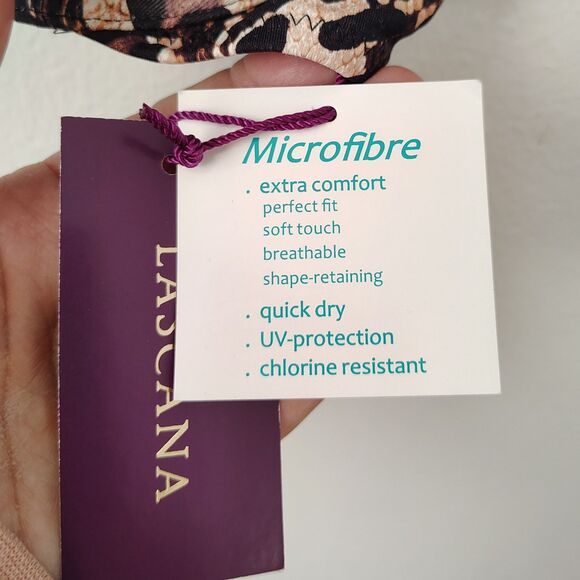 Microfibre
. extra comfort
perfect fit
soft touch
breathable
shape-retaining
. quick dry
. UV-protection
. chlorine resistant
LASCANA